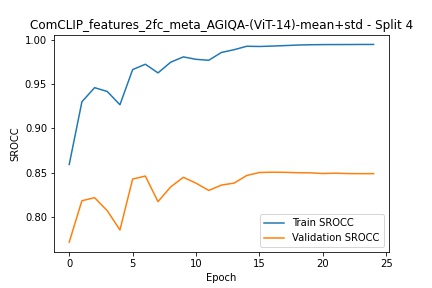 ComCLIP_features_2fc_meta_AGIQA-(ViT-14)-mean+std - Split 4
1.00
0.95
0.90
0.85
0.80
SROCC
Train SROCC
Validation SROCC
0 5 10 15 20 25
Epoch